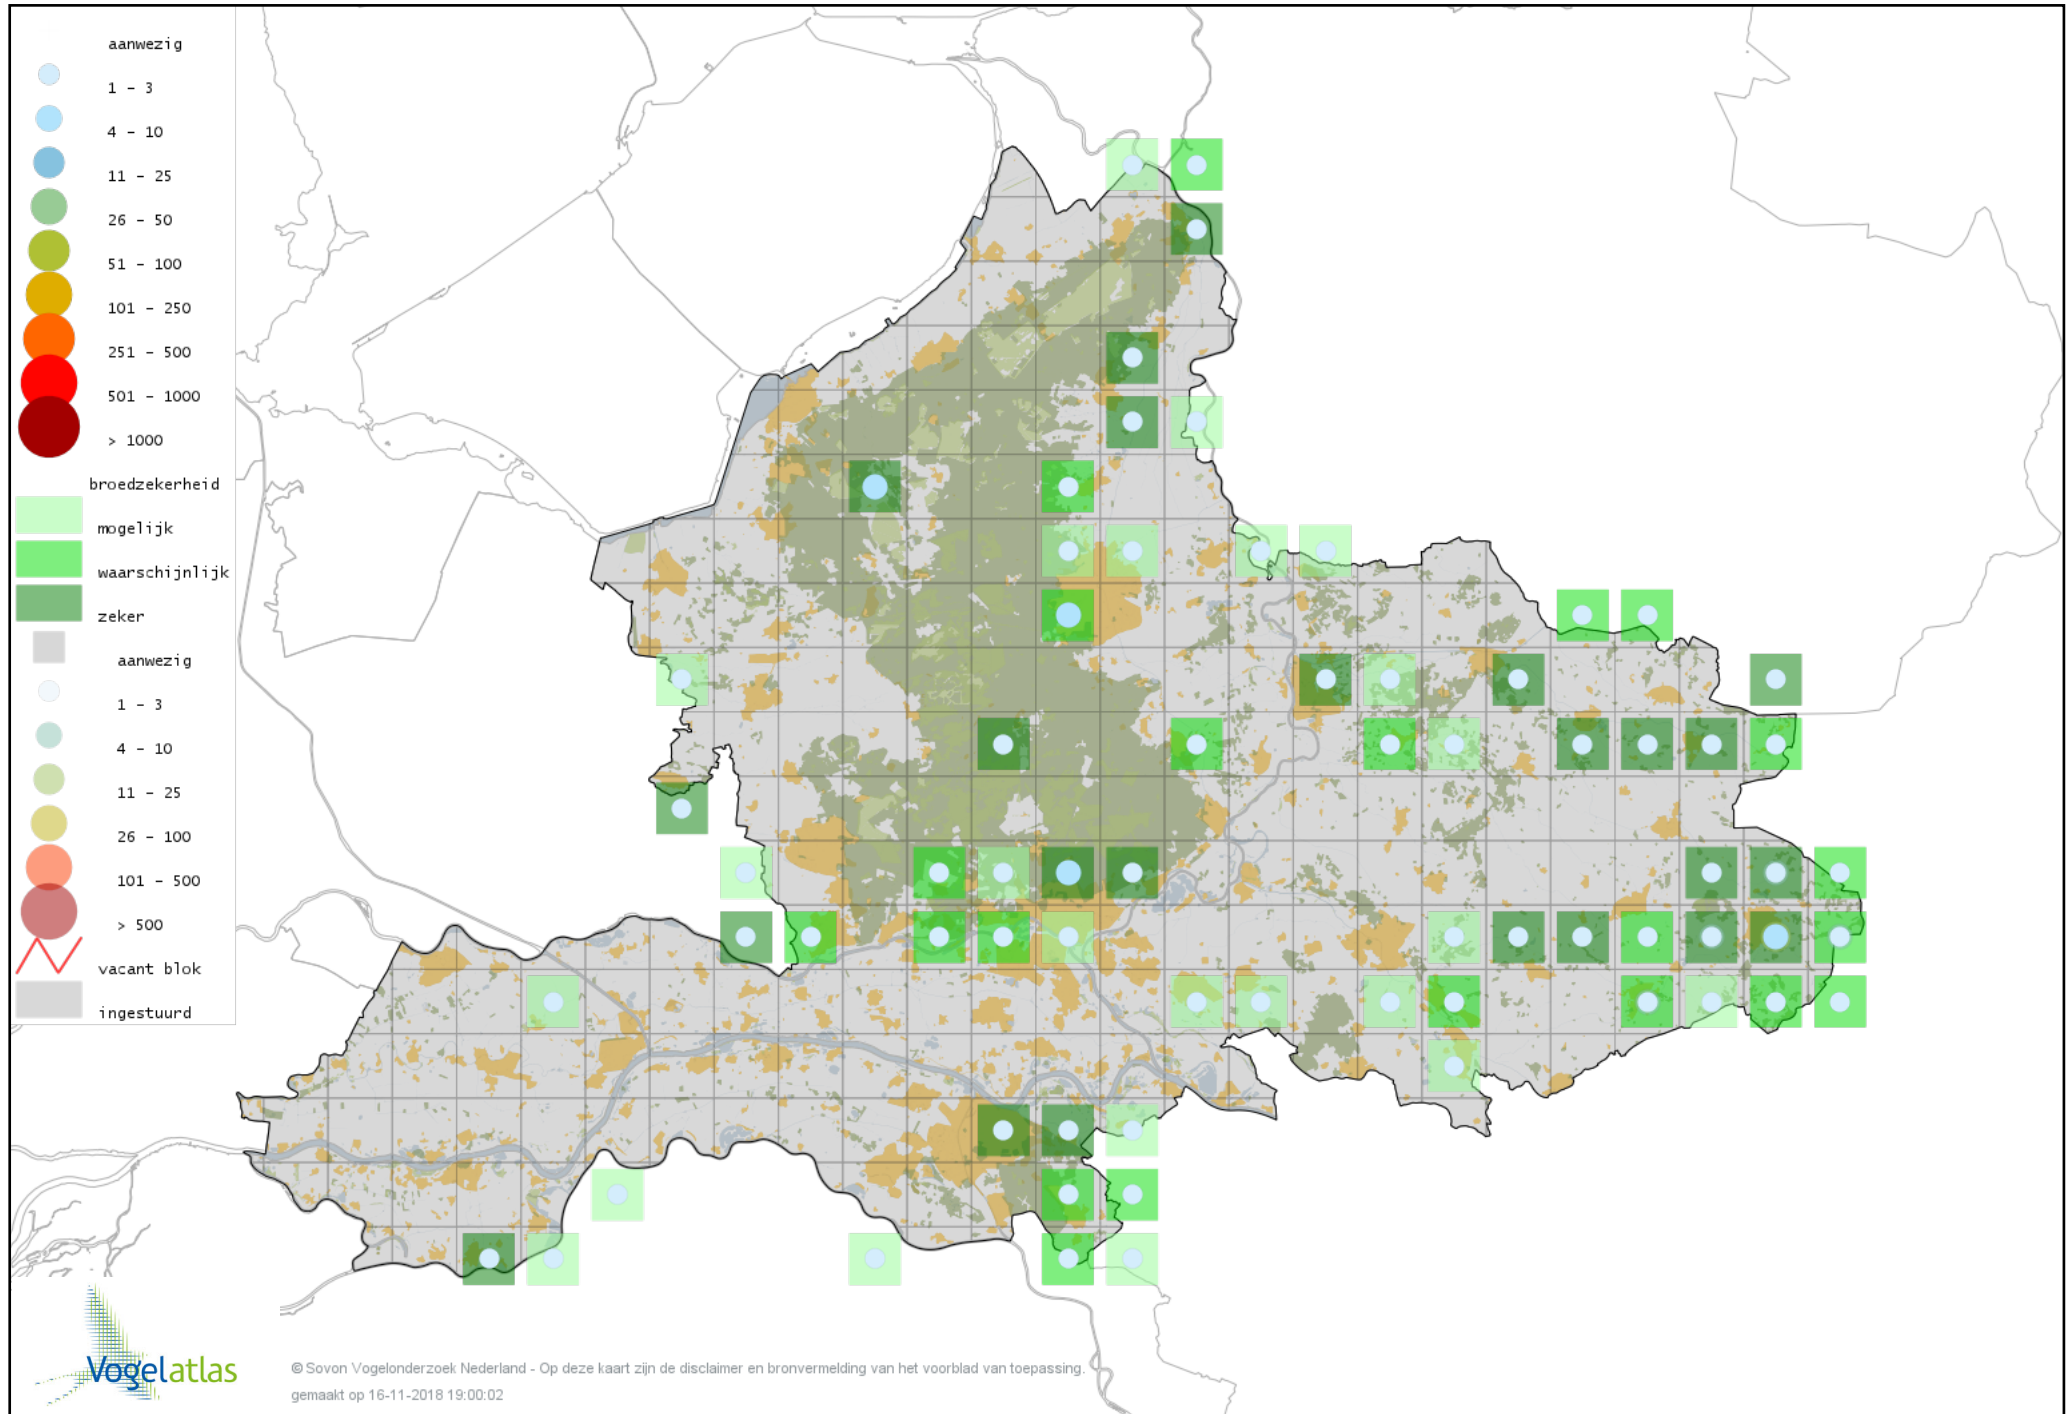 aanwezig
1 - 3
4 - 10
11 - 25
26 - 50
51 - 100
101 - 250
251 - 500
501 - 1000
> 1000
broedzekerheid
mogelijk
waarschijnlijk
zeker
aanwezig
1 - 3
4 - 10
11 - 25
26 - 100
101 - 500
> 500
vacant blok
ingestuurd
Vogelatlas
© Sovon Vogelonderzoek Nederland - Op deze kaart zijn de disclaimer en bronvermelding van het voorblad van toepassing.
gemaakt op 16-11-2018 19:00:02